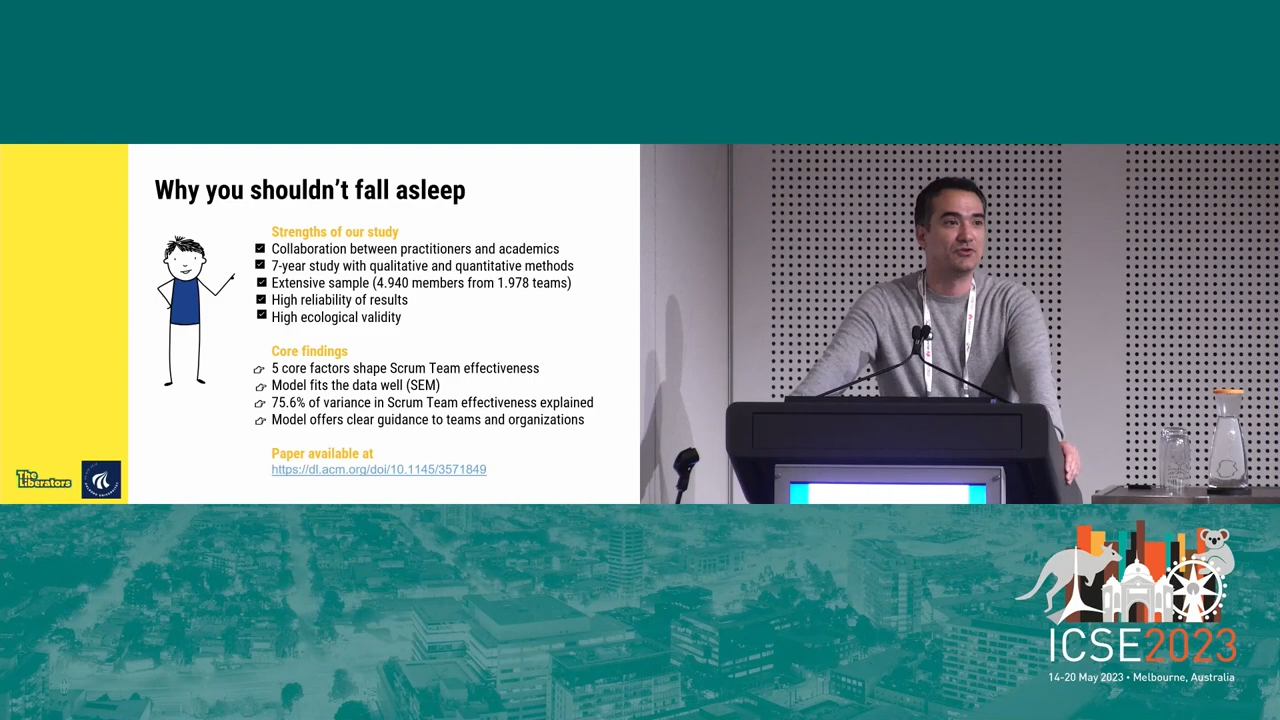 Why you shouldn't fall asleep
Strengths of our study
Collaboration between practitioners and academics
7-year study with qualitative and quantitative methods
Extensive sample (4.940 members from 1.978 teams)
High reliability of results
High ecological validity
Core findings
5 core factors shape Scrum Team effectiveness
Model fits the data well (SEM)
75.6% of variance in Scrum Team effectiveness explained
Model offers clear guidance to teams and organizations
Paper available at
https://dl.acm.org/doi/10.1145/3571849
The
Liberators
ICSE2023
14-20 May 2023 • Melbourne, Australia